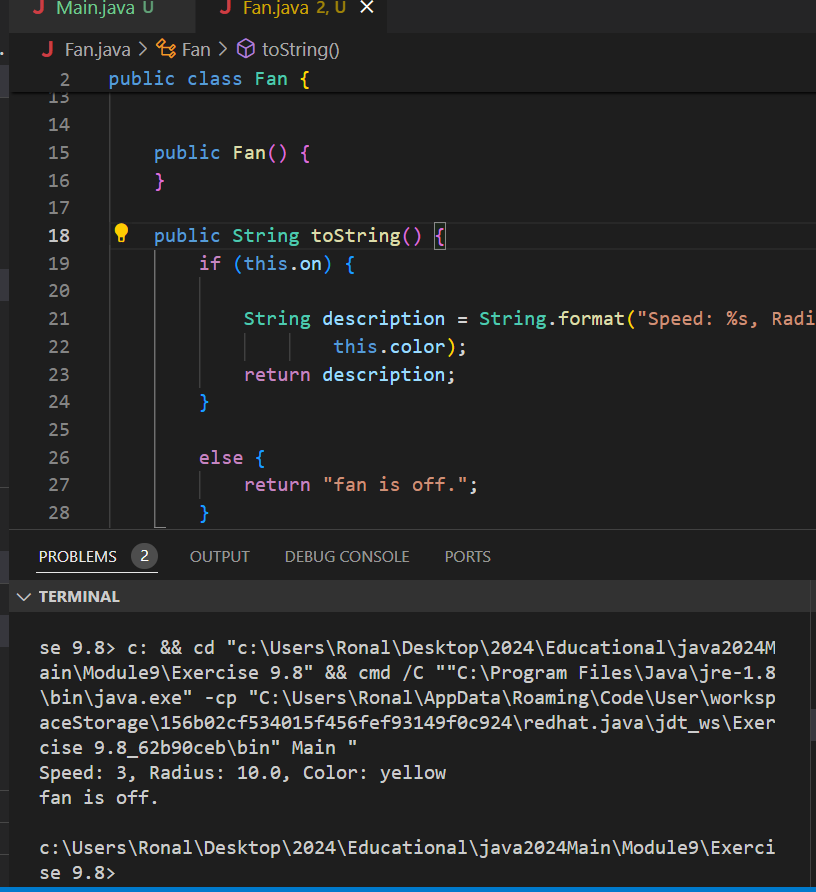 Main.java U
Fan.java 2, U
Fan.java > Fan > toString()
2 public class Fan {
13
14
15 public Fan() {
16 }
17
18 public String toString() {
19 if (this.on) {
20
21 String description = String.format("Speed: %s, Radi
22 this.color);
23 return description;
24 }
25
26 else {
27 return "fan is off.";
28 }
PROBLEMS 2 OUTPUT DEBUG CONSOLE PORTS
TERMINAL
se 9.8> c: && cd "c:\Users\Ronal\Desktop\2024\Educational\java2024M
ain\Module9\Exercise 9.8" && cmd /C ""C:\Program Files\Java\jre-1.8
\bin\java.exe" -cp "C:\Users\Ronal\AppData\Roaming\Code\User\worksp
aceStorage\156b02cf534015f456fef93149f0c924\redhat.java\jdt_ws\Exer
cise 9.8_62b90ceb\bin" Main "
Speed: 3, Radius: 10.0, Color: yellow
fan is off.
c:\Users\Ronal\Desktop\2024\Educational\java2024Main\Module9\Exerci
se 9.8>